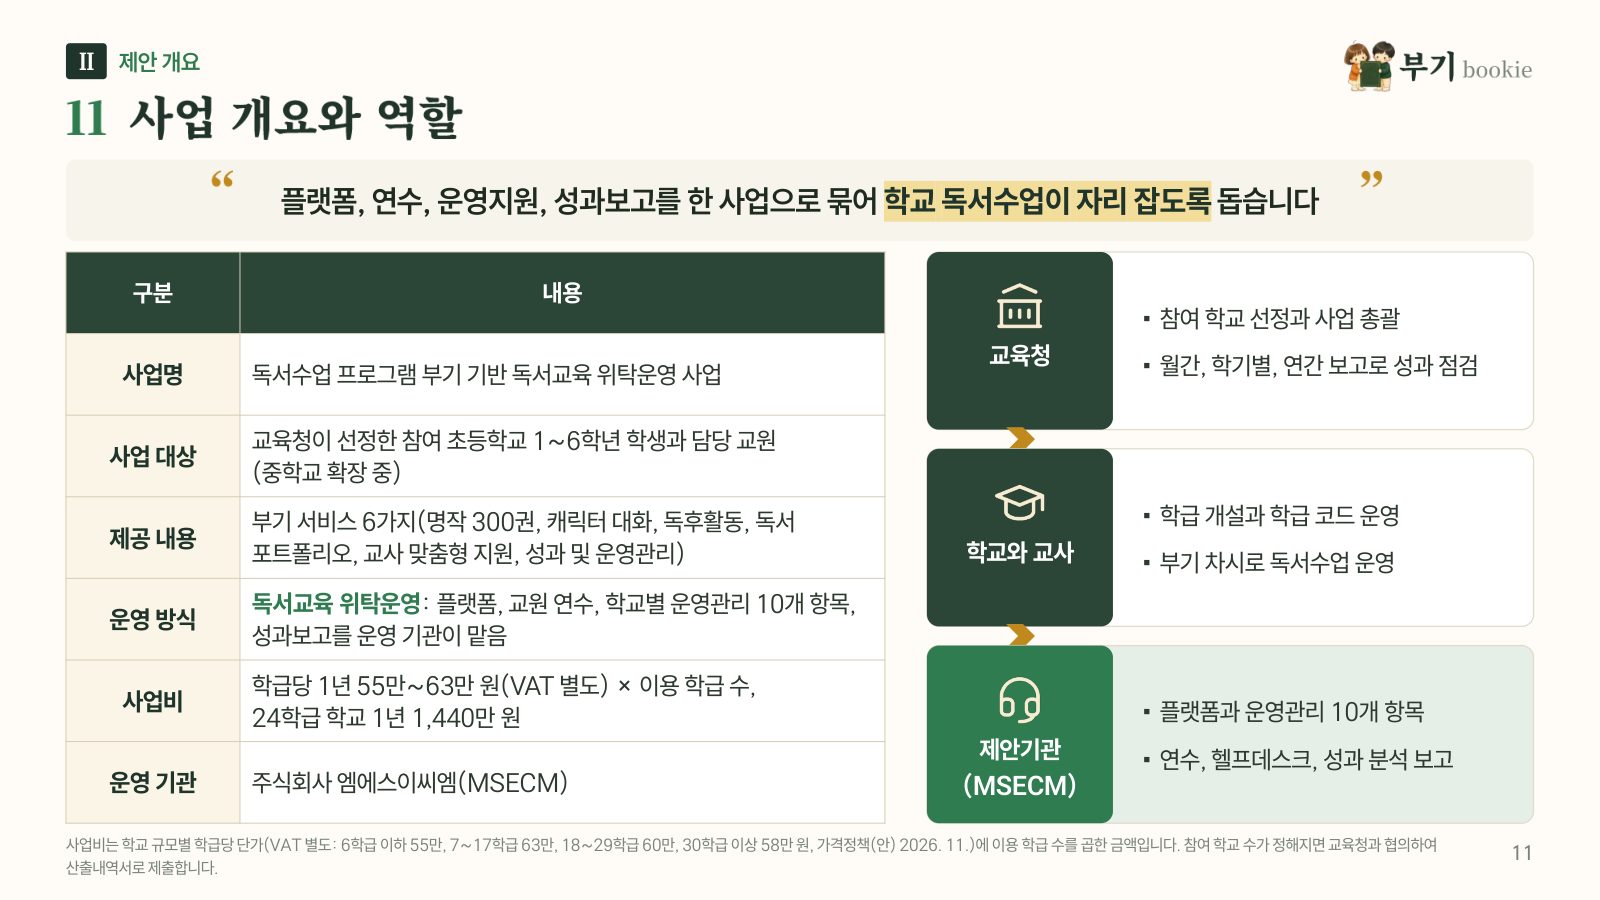 II 제안 개요
부기 bookie
11 사업 개요와 역할
“ 플랫폼, 연수, 운영지원, 성과보고를 한 사업으로 묶어 학교 독서수업이 자리 잡도록 돕습니다 ”
구분 내용
사업명 독서수업 프로그램 부기 기반 독서교육 위탁운영 사업
사업 대상 교육청이 선정한 참여 초등학교 1~6학년 학생과 담당 교원
(중학교 확장 중)
제공 내용 부기 서비스 6가지(명작 300권, 캐릭터 대화, 독후활동, 독서
포트폴리오, 교사 맞춤형 지원, 성과 및 운영관리)
운영 방식 독서교육 위탁운영: 플랫폼, 교원 연수, 학교별 운영관리 10개 항목,
성과보고를 운영 기관이 맡음
사업비 학급당 1년 55만~63만 원(VAT 별도) × 이용 학급 수,
24학급 학교 1년 1,440만 원
운영 기관 주식회사 엠에스이씨엠(MSECM)
교육청
▪ 참여 학교 선정과 사업 총괄
▪ 월간, 학기별, 연간 보고로 성과 점검
학교와 교사
▪ 학급 개설과 학급 코드 운영
▪ 부기 차시로 독서수업 운영
제안기관
(MSECM)
▪ 플랫폼과 운영관리 10개 항목
▪ 연수, 헬프데스크, 성과 분석 보고
사업비는 학교 규모별 학급당 단가(VAT 별도: 6학급 이하 55만, 7~17학급 63만, 18~29학급 60만, 30학급 이상 58만 원, 가격정책(안) 2026. 11.)에 이용 학급 수를 곱한 금액입니다. 참여 학교 수가 정해지면 교육청과 협의하여
산출내역서로 제출합니다.
11